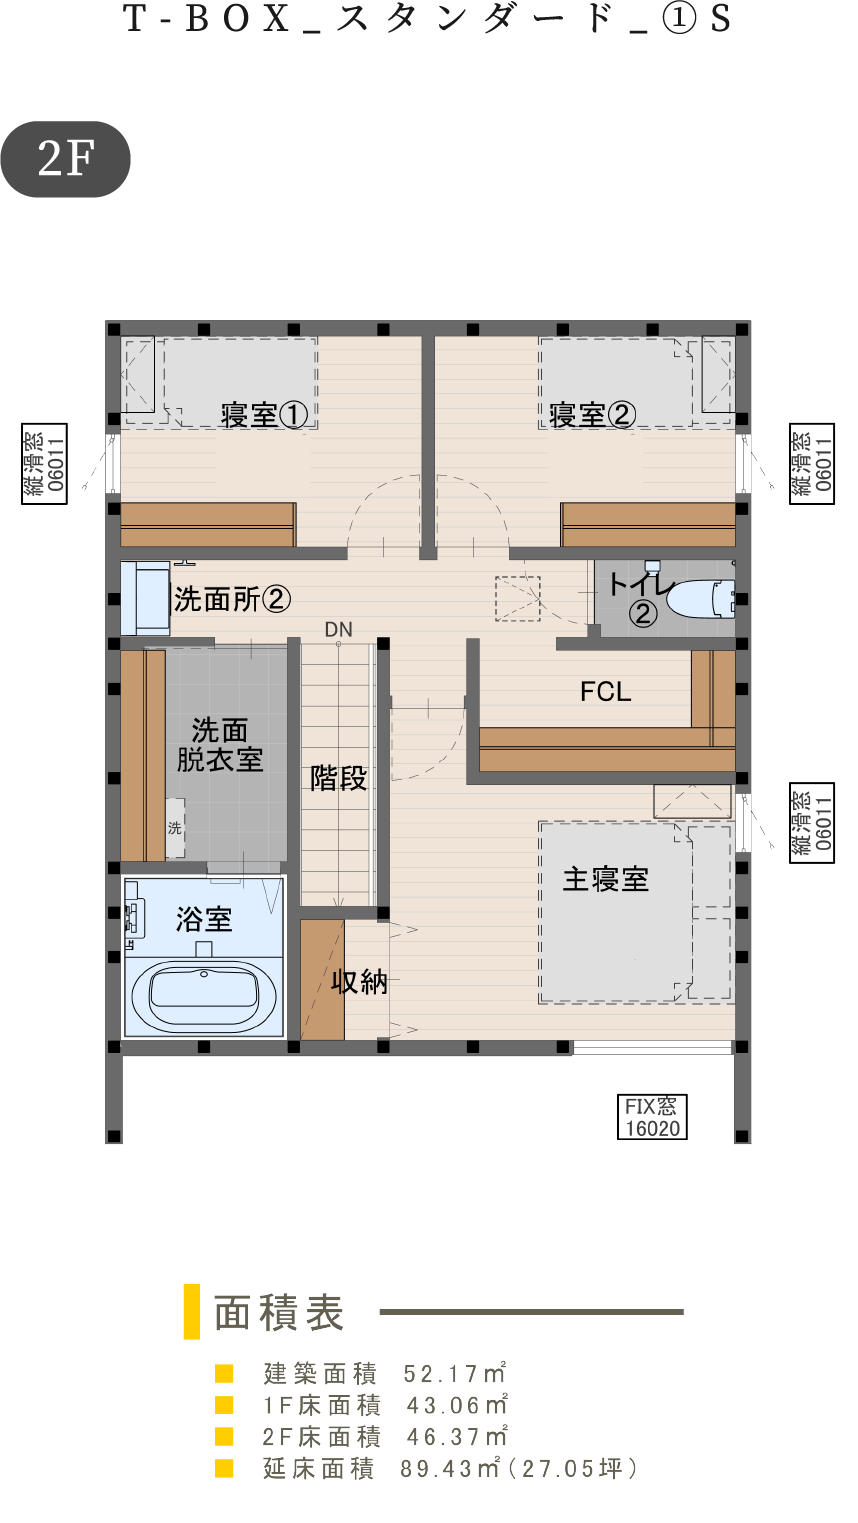 T-BOX_スタンダード_①S
2F
寝室①
寝室②
縦滑窓
06011
縦滑窓
06011
洗面所②
トイレ
②
DN
FCL
洗面
脱衣室
階段
洗
縦滑窓
06011
主寝室
浴室
収納
FIX窓
16020
面積表
建築面積 52.17㎡
1F床面積 43.06㎡
2F床面積 46.37㎡
延床面積 89.43㎡(27.05坪)